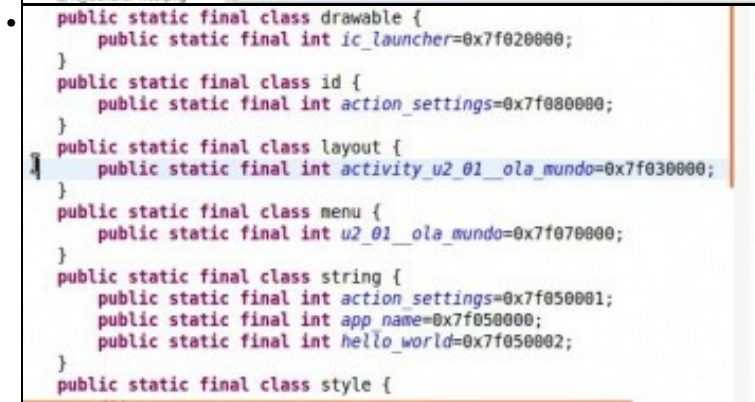 public static final class drawable {
public static final int ic_launcher=0x7f020000;
}
public static final class id {
public static final int action_settings=0x7f080000;
}
public static final class layout {
public static final int activity_u2_01__ola_mundo=0x7f030000;
}
public static final class menu {
public static final int u2_01__ola_mundo=0x7f070000;
}
public static final class string {
public static final int action_settings=0x7f050001;
public static final int app_name=0x7f050000;
public static final int hello_world=0x7f050002;
}
public static final class style {